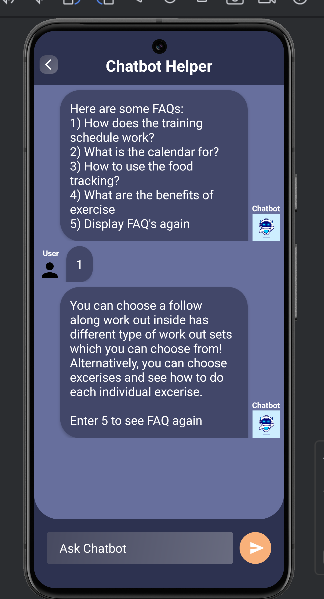 Chatbot Helper
Here are some FAQs:
1) How does the training
schedule work?
2) What is the calendar for?
3) How to use the food
tracking?
4) What are the benefits of
exercise
5) Display FAQ's again
Chatbot
User
1
You can choose a follow
along work out inside has
different type of work out sets
which you can choose from!
Alternatively, you can choose
excerises and see how to do
each individual excerise.
Enter 5 to see FAQ again
Chatbot
Ask Chatbot